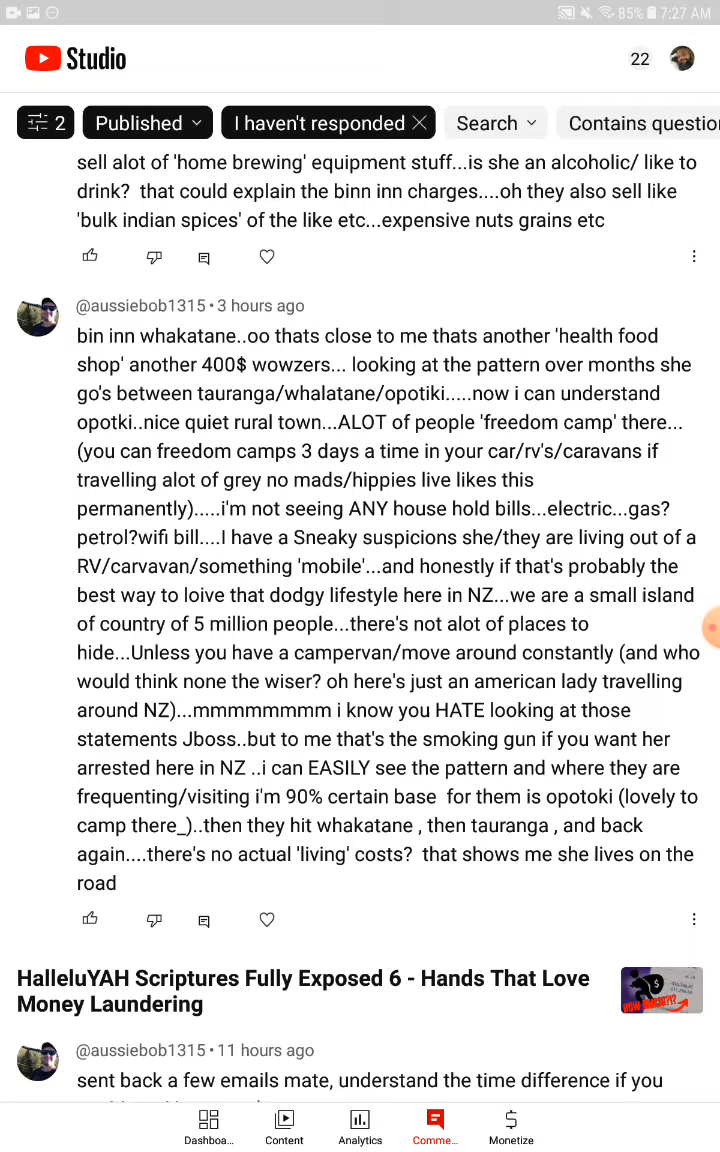 85% 7:27 AM
Studio
22
2 Published I haven't responded Search Contains questio
sell alot of 'home brewing' equipment stuff...is she an alcoholic/ like to
drink?  that could explain the binn inn charges....oh they also sell like
'bulk indian spices' of the like etc...expensive nuts grains etc
@aussiebob1315 • 3 hours ago
bin inn whakatane..oo thats close to me thats another 'health food
shop' another 400$ wowzers... looking at the pattern over months she
go's between tauranga/whalatane/opotiki.....now i can understand
opotki..nice quiet rural town...ALOT of people 'freedom camp' there...
(you can freedom camps 3 days a time in your car/rv's/caravans if
travelling alot of grey no mads/hippies live likes this
permanently).....i'm not seeing ANY house hold bills...electric...gas?
petrol?wifi bill....I have a Sneaky suspicions she/they are living out of a
RV/carvavan/something 'mobile'...and honestly if that's probably the
best way to loive that dodgy lifestyle here in NZ...we are a small island
of country of 5 million people...there's not alot of places to
hide...Unless you have a campervan/move around constantly (and who
would think none the wiser? oh here's just an american lady travelling
around NZ)...mmmmmmmm i know you HATE looking at those
statements Jboss..but to me that's the smoking gun if you want her
arrested here in NZ ..i can EASILY see the pattern and where they are
frequenting/visiting i'm 90% certain base  for them is opotoki (lovely to
camp there_)..then they hit whakatane , then tauranga , and back
again....there's no actual 'living' costs?  that shows me she lives on the
road
HalleluYAH Scriptures Fully Exposed 6 - Hands That Love
Money Laundering
@aussiebob1315 • 11 hours ago
sent back a few emails mate, understand the time difference if you
Dashboa... Content Analytics Comme... Monetize